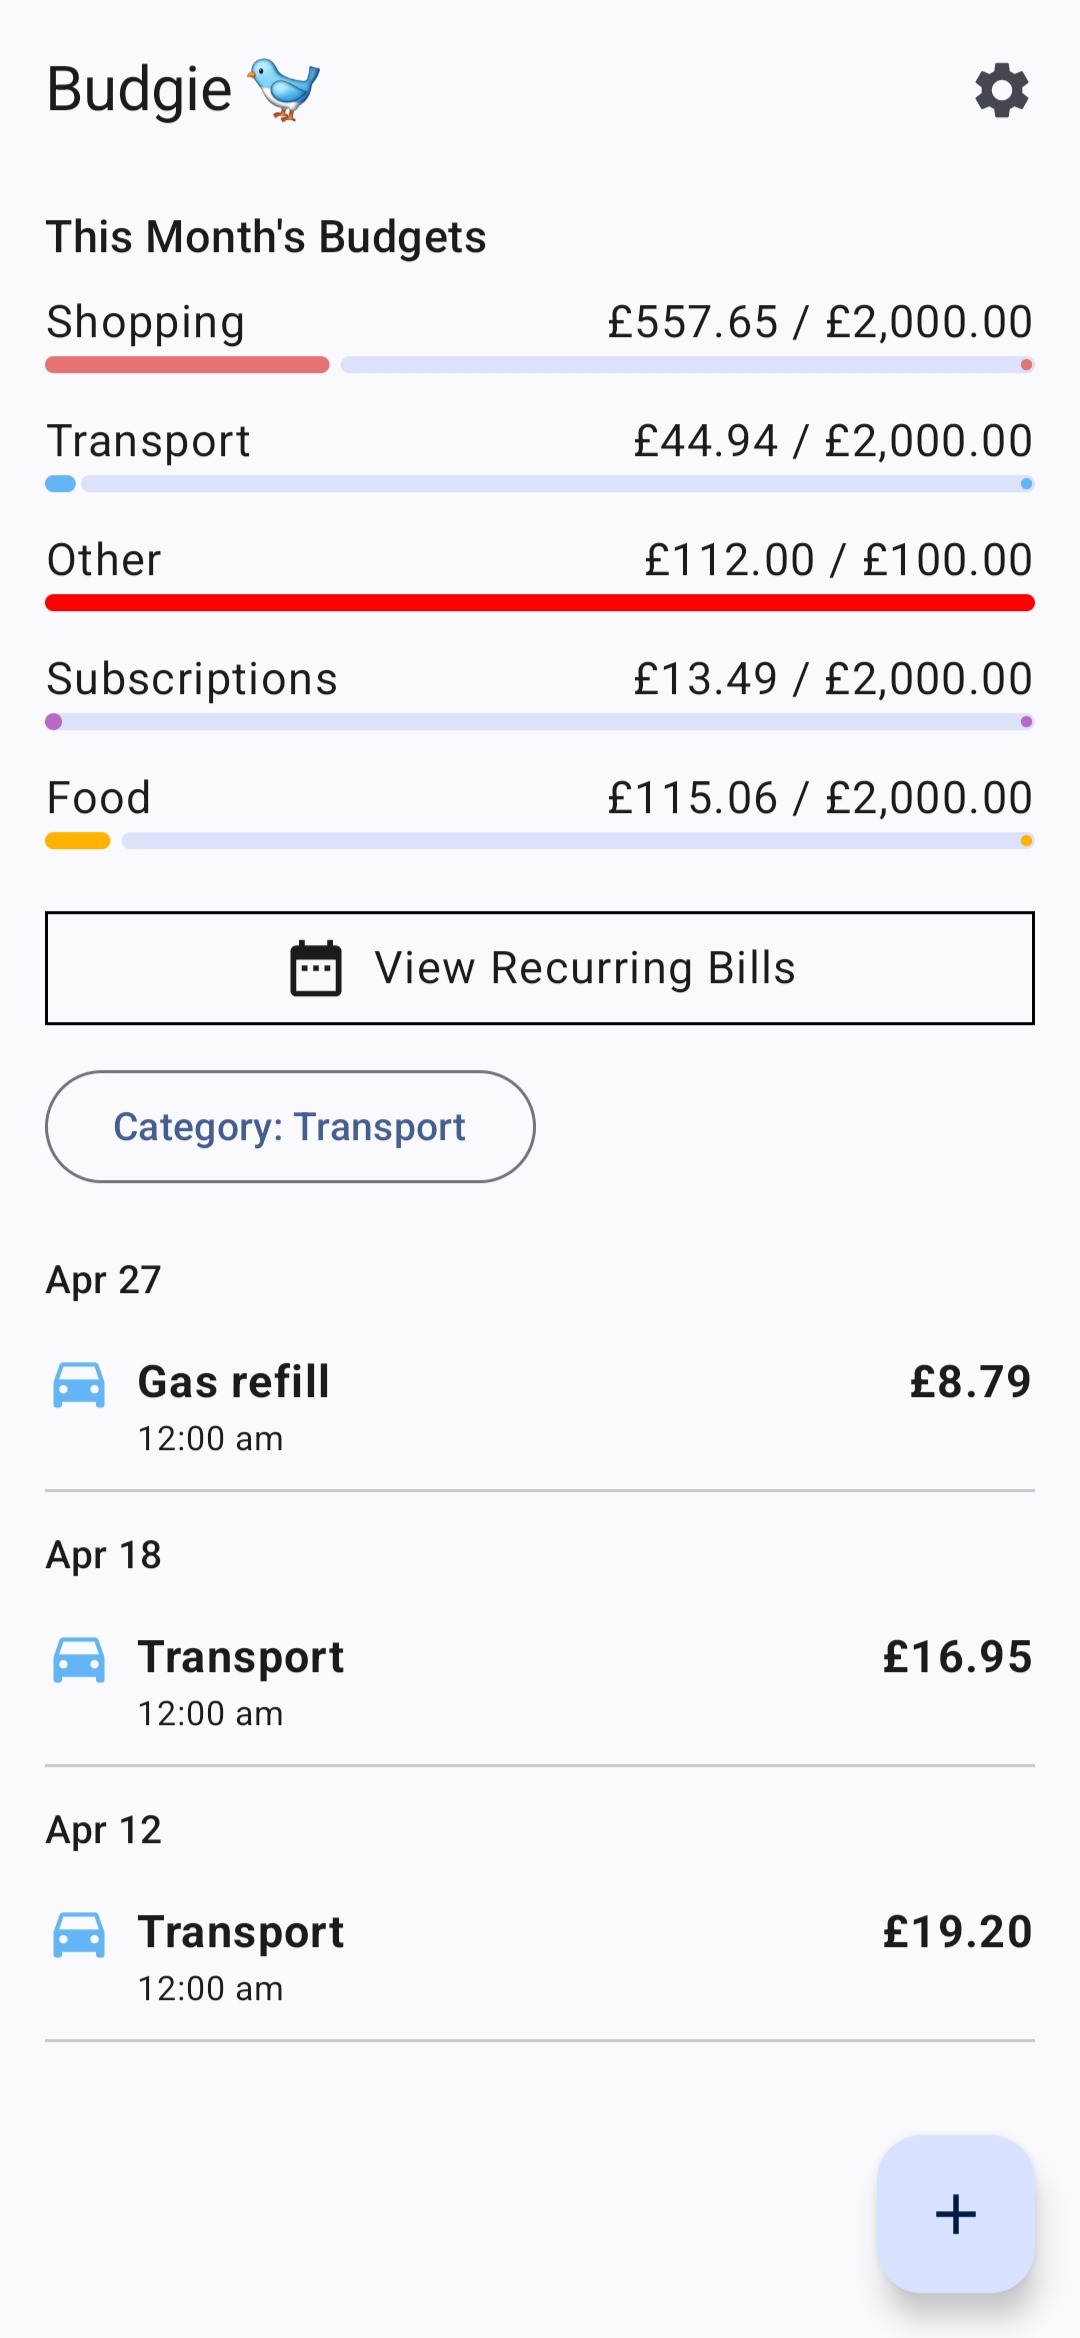 Budgie
This Month's Budgets
Shopping £557.65 / £2,000.00
Transport £44.94 / £2,000.00
Other £112.00 / £100.00
Subscriptions £13.49 / £2,000.00
Food £115.06 / £2,000.00
View Recurring Bills
Category: Transport
Apr 27
Gas refill £8.79
12:00 am
Apr 18
Transport £16.95
12:00 am
Apr 12
Transport £19.20
12:00 am
+